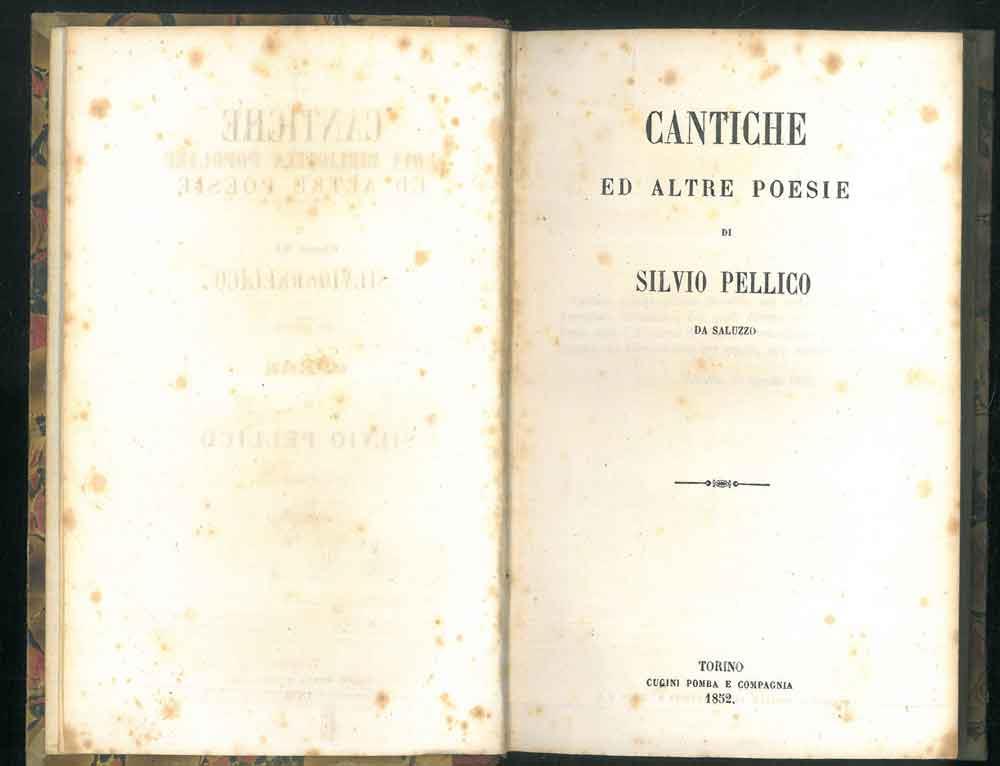 CANTICHE
ED ALTRE POESIE
DI
SILVIO PELLICO
DA SALUZZO
TORINO
CUGINI POMBA E COMPAGNIA
1852.